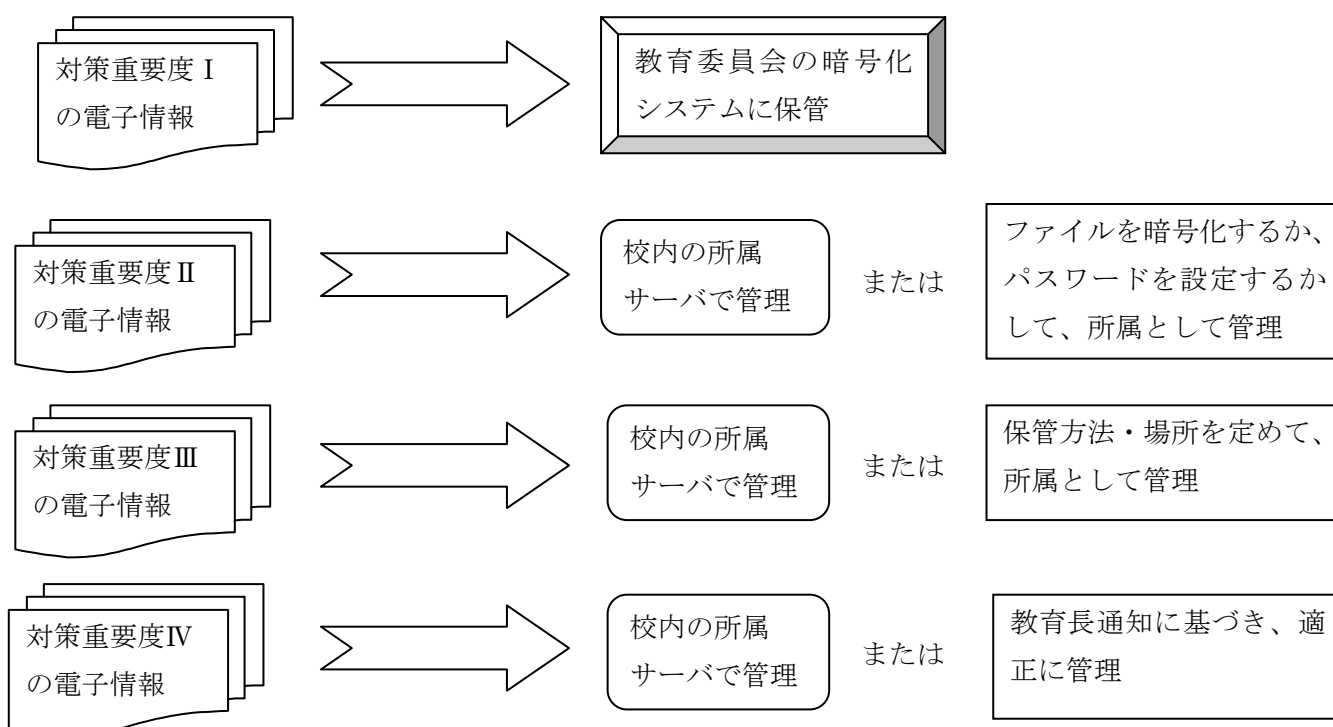 対策重要度Ⅰ
の電子情報
教育委員会の暗号化
システムに保管
対策重要度Ⅱ
の電子情報
校内の所属
サーバで管理
または
ファイルを暗号化するか、
パスワードを設定するか
して、所属として管理
対策重要度Ⅲ
の電子情報
校内の所属
サーバで管理
または
保管方法・場所を定めて、
所属として管理
対策重要度Ⅳ
の電子情報
校内の所属
サーバで管理
または
教育長通知に基づき、適
正に管理